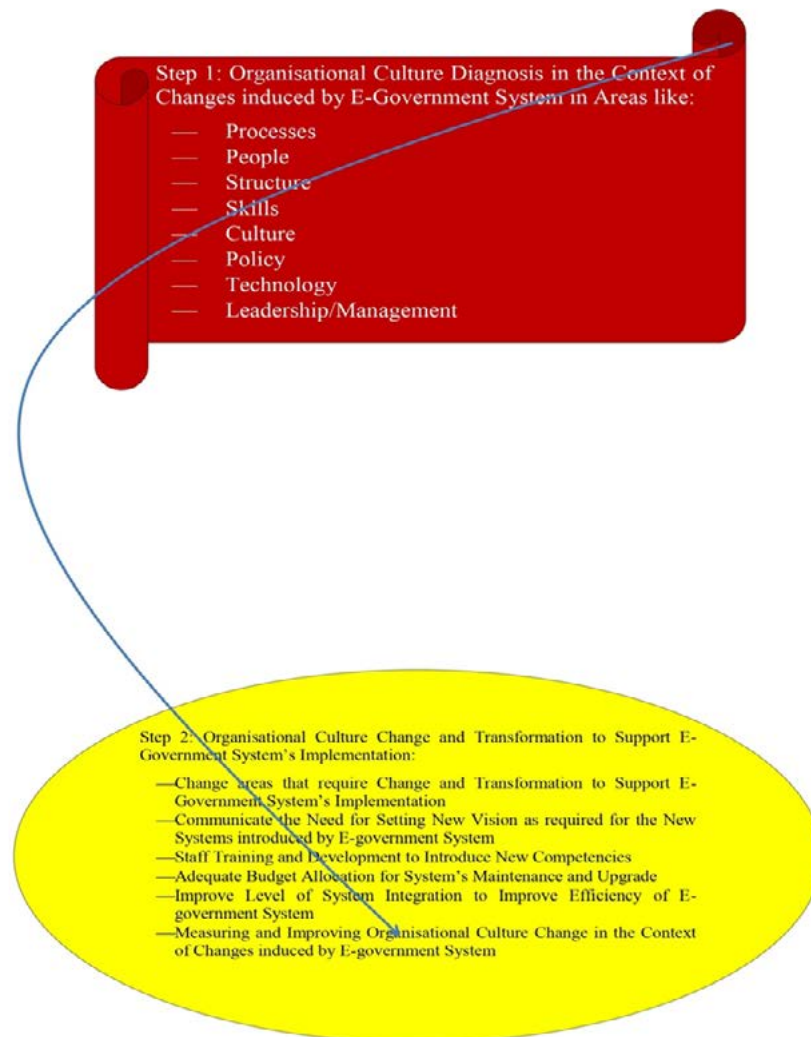 Step 1: Organisational Culture Diagnosis in the Context of
Changes induced by E-Government System in Areas like:
— Processes
— People
— Structure
— Skills
— Culture
— Policy
— Technology
— Leadership/Management
Step 2: Organisational Culture Change and Transformation to Support E-
Government System's Implementation:
—Change areas that require Change and Transformation to Support E-
Government System's Implementation
—Communicate the Need for Setting New Vision as required for the New
Systems introduced by E-government System
—Staff Training and Development to Introduce New Competencies
—Adequate Budget Allocation for System's Maintenance and Upgrade
—Improve Level of System Integration to Improve Efficiency of E-
government System
—Measuring and Improving Organisational Culture Change in the Context
of Changes induced by E-government System